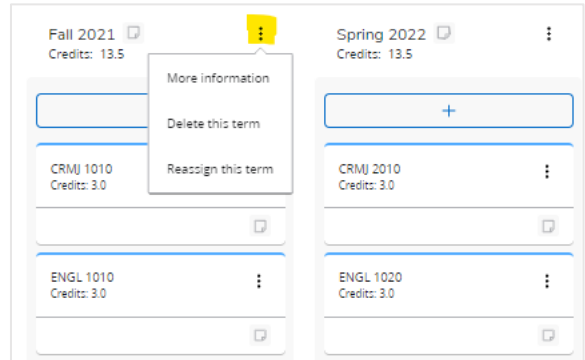 Fall 2021
Credits: 13.5
More information
Delete this term
Reassign this term
CRMJ 1010
Credits: 3.0
ENGL 1010
Credits: 3.0
Spring 2022
Credits: 13.5
+
CRMJ 2010
Credits: 3.0
ENGL 1020
Credits: 3.0